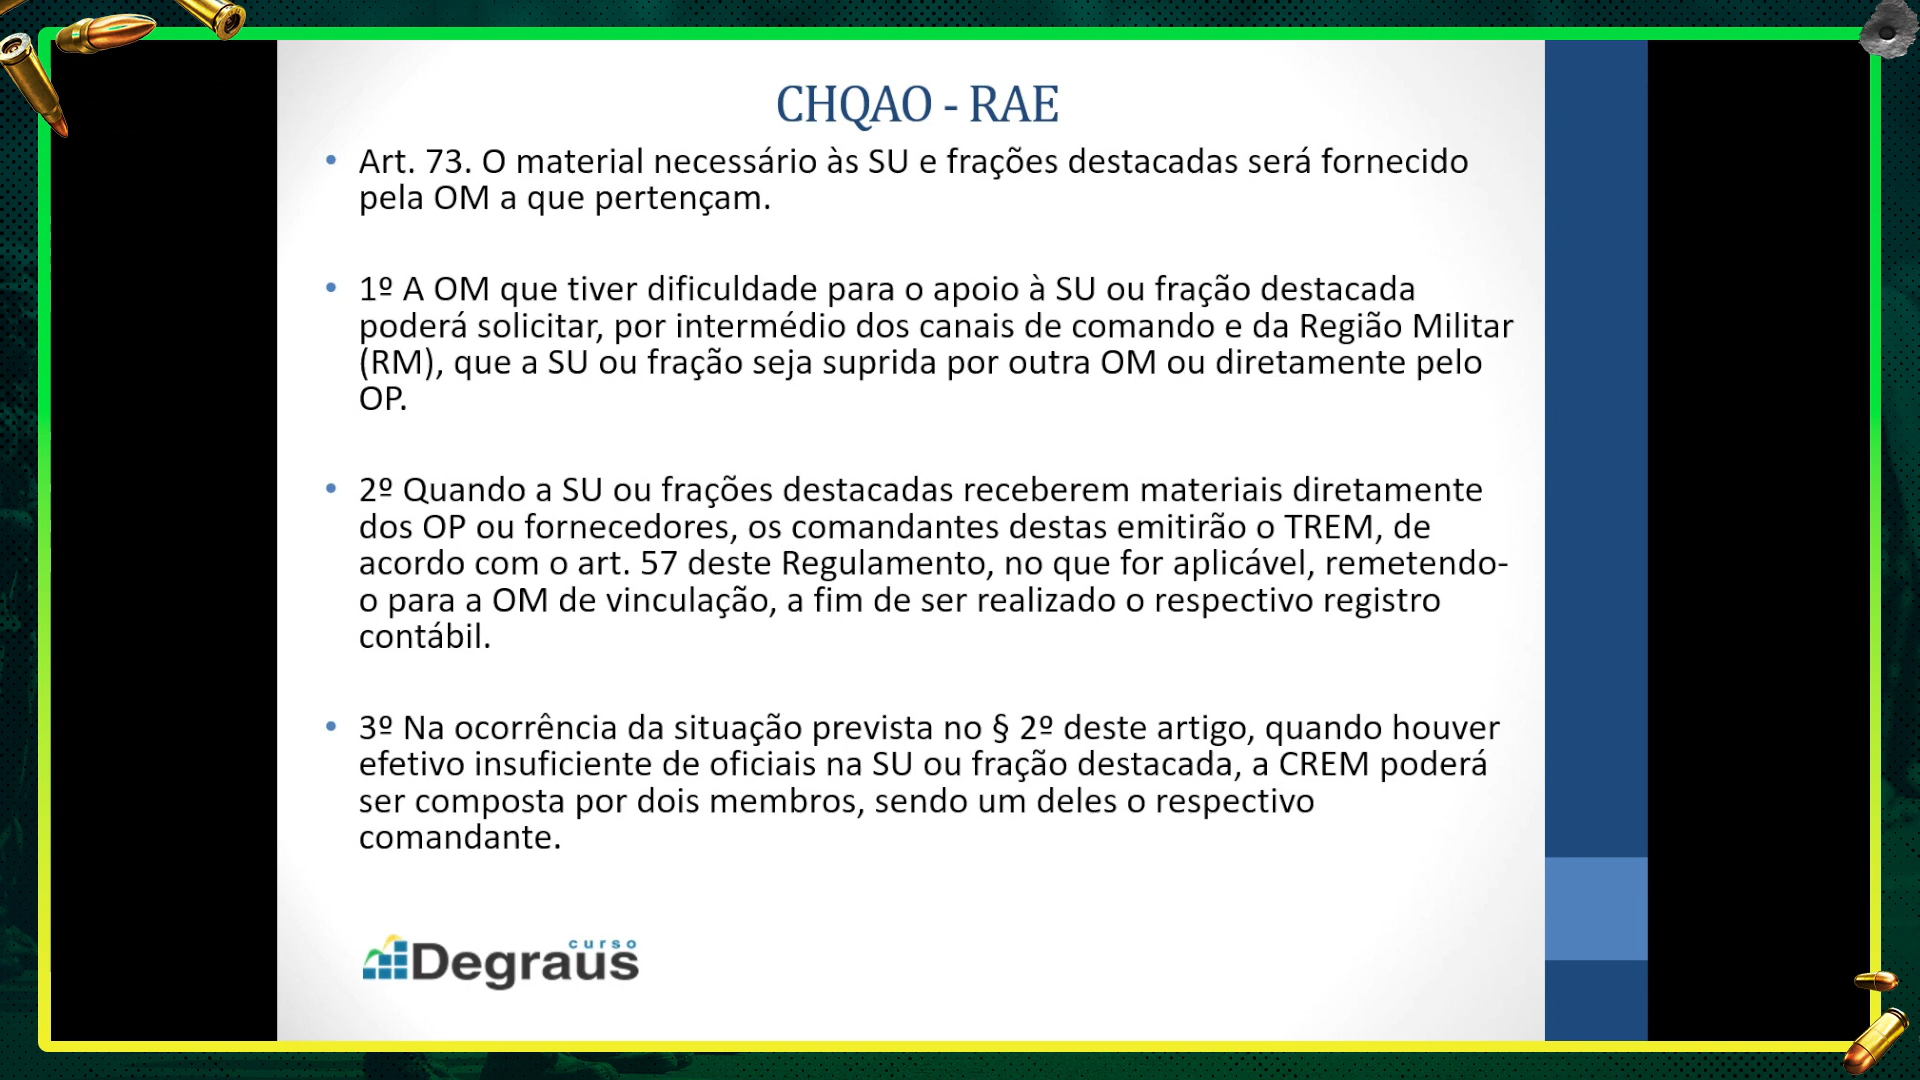 CHQAO - RAE
• Art. 73. O material necessário às SU e frações destacadas será fornecido
pela OM a que pertençam.
• 1º A OM que tiver dificuldade para o apoio à SU ou fração destacada
poderá solicitar, por intermédio dos canais de comando e da Região Militar
(RM), que a SU ou fração seja suprida por outra OM ou diretamente pelo
OP.
• 2º Quando a SU ou frações destacadas receberem materiais diretamente
dos OP ou fornecedores, os comandantes destas emitirão o TREM, de
acordo com o art. 57 deste Regulamento, no que for aplicável, remetendo-
o para a OM de vinculação, a fim de ser realizado o respectivo registro
contábil.
• 3º Na ocorrência da situação prevista no § 2º deste artigo, quando houver
efetivo insuficiente de oficiais na SU ou fração destacada, a CREM poderá
ser composta por dois membros, sendo um deles o respectivo
comandante.
curso
Degraus